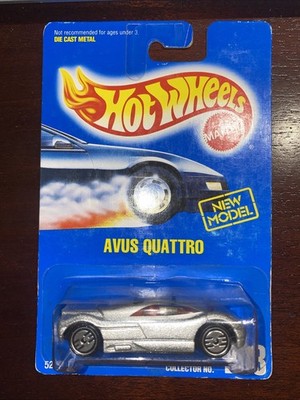 Not recommended for ages under 3.
DIE CAST METAL
Hot Wheels
MATTEL
NEW
MODEL
AVUS QUATTRO
COLLECTOR NO.